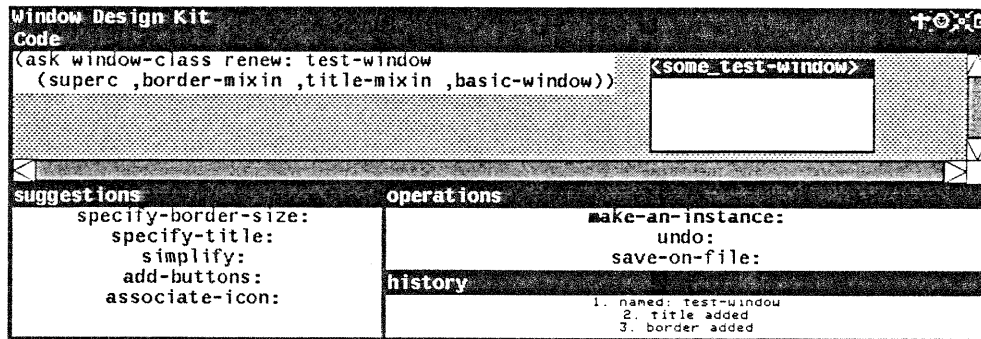 Window Design Kit
Code
(ask window-class renew: test-window
(superc ,border-mixin ,title-mixin ,basic-window))
<some_test-window>
suggestions
specify-border-size:
specify-title:
simplify:
add-buttons:
associate-icon:
operations
make-an-instance:
undo:
save-on-file:
history
1. named: test-window
2. title added
3. border added